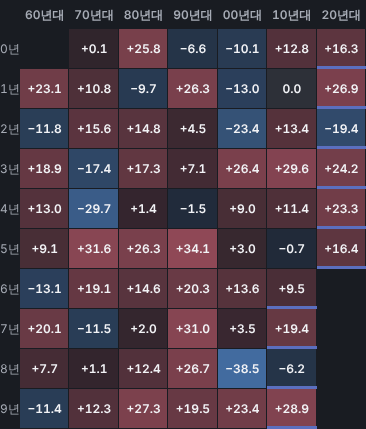 60년대 70년대 80년대 90년대 00년대 10년대 20년대
0년 +0.1 +25.8 −6.6 −10.1 +12.8 +16.3
1년 +23.1 +10.8 −9.7 +26.3 −13.0 0.0 +26.9
2년 −11.8 +15.6 +14.8 +4.5 −23.4 +13.4 −19.4
3년 +18.9 −17.4 +17.3 +7.1 +26.4 +29.6 +24.2
4년 +13.0 −29.7 +1.4 −1.5 +9.0 +11.4 +23.3
5년 +9.1 +31.6 +26.3 +34.1 +3.0 −0.7 +16.4
6년 −13.1 +19.1 +14.6 +20.3 +13.6 +9.5
7년 +20.1 −11.5 +2.0 +31.0 +3.5 +19.4
8년 +7.7 +1.1 +12.4 +26.7 −38.5 −6.2
9년 −11.4 +12.3 +27.3 +19.5 +23.4 +28.9